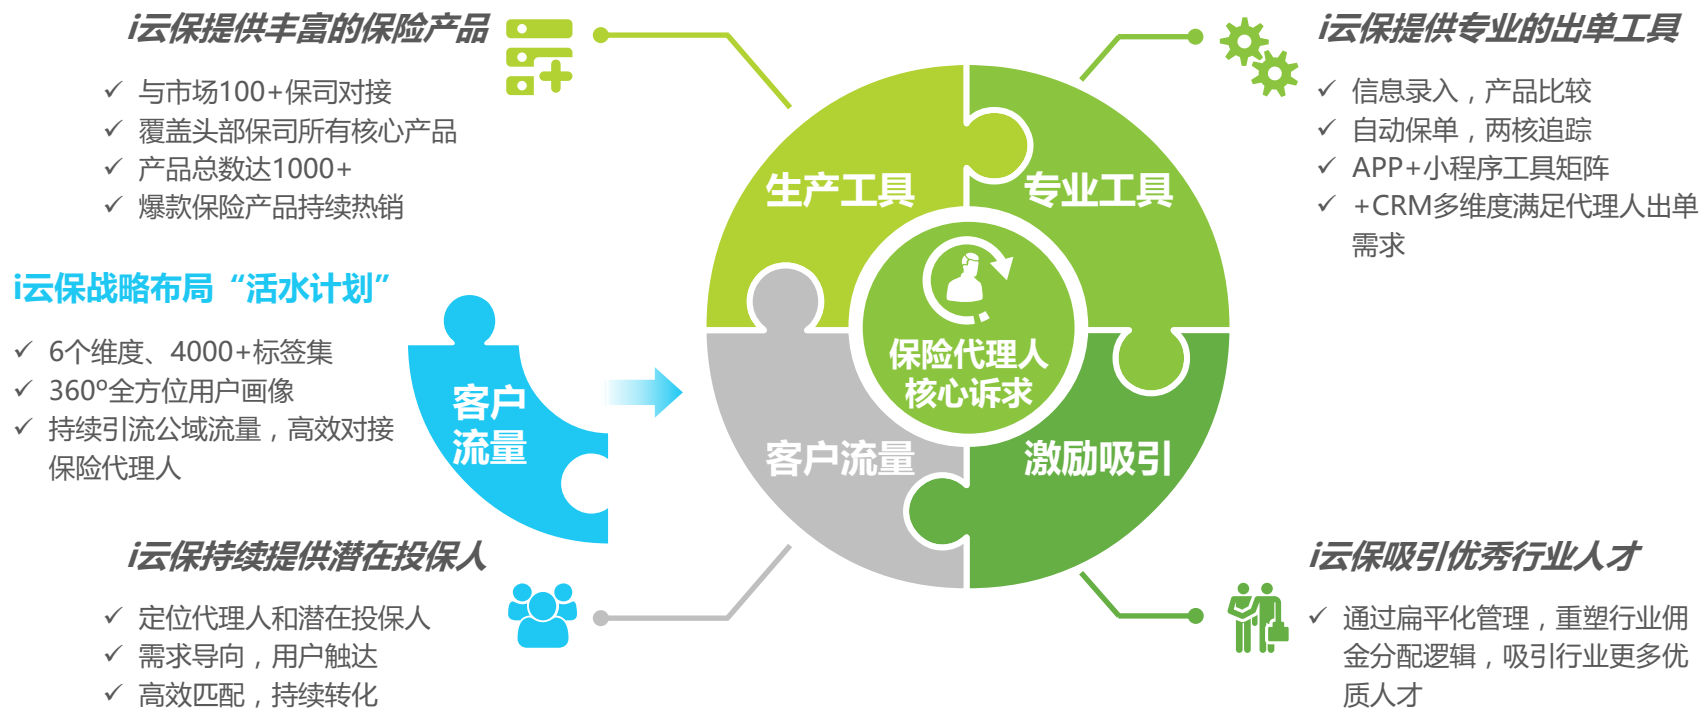 i云保提供丰富的保险产品
✓ 与市场100+保司对接
✓ 覆盖头部保司所有核心产品
✓ 产品总数达1000+
✓ 爆款保险产品持续热销
i云保战略布局“活水计划”
✓ 6个维度、4000+标签集
✓ 360º全方位用户画像
✓ 持续引流公域流量，高效对接
保险代理人
客户
流量
i云保持续提供潜在投保人
✓ 定位代理人和潜在投保人
✓ 需求导向，用户触达
✓ 高效匹配，持续转化
生产工具
专业工具
保险代理人
核心诉求
客户流量
激励吸引
i云保提供专业的出单工具
✓ 信息录入，产品比较
✓ 自动保单，两核追踪
✓ APP+小程序工具矩阵
✓ +CRM多维度满足代理人出单
需求
i云保吸引优秀行业人才
✓ 通过扁平化管理，重塑行业佣
金分配逻辑，吸引行业更多优
质人才